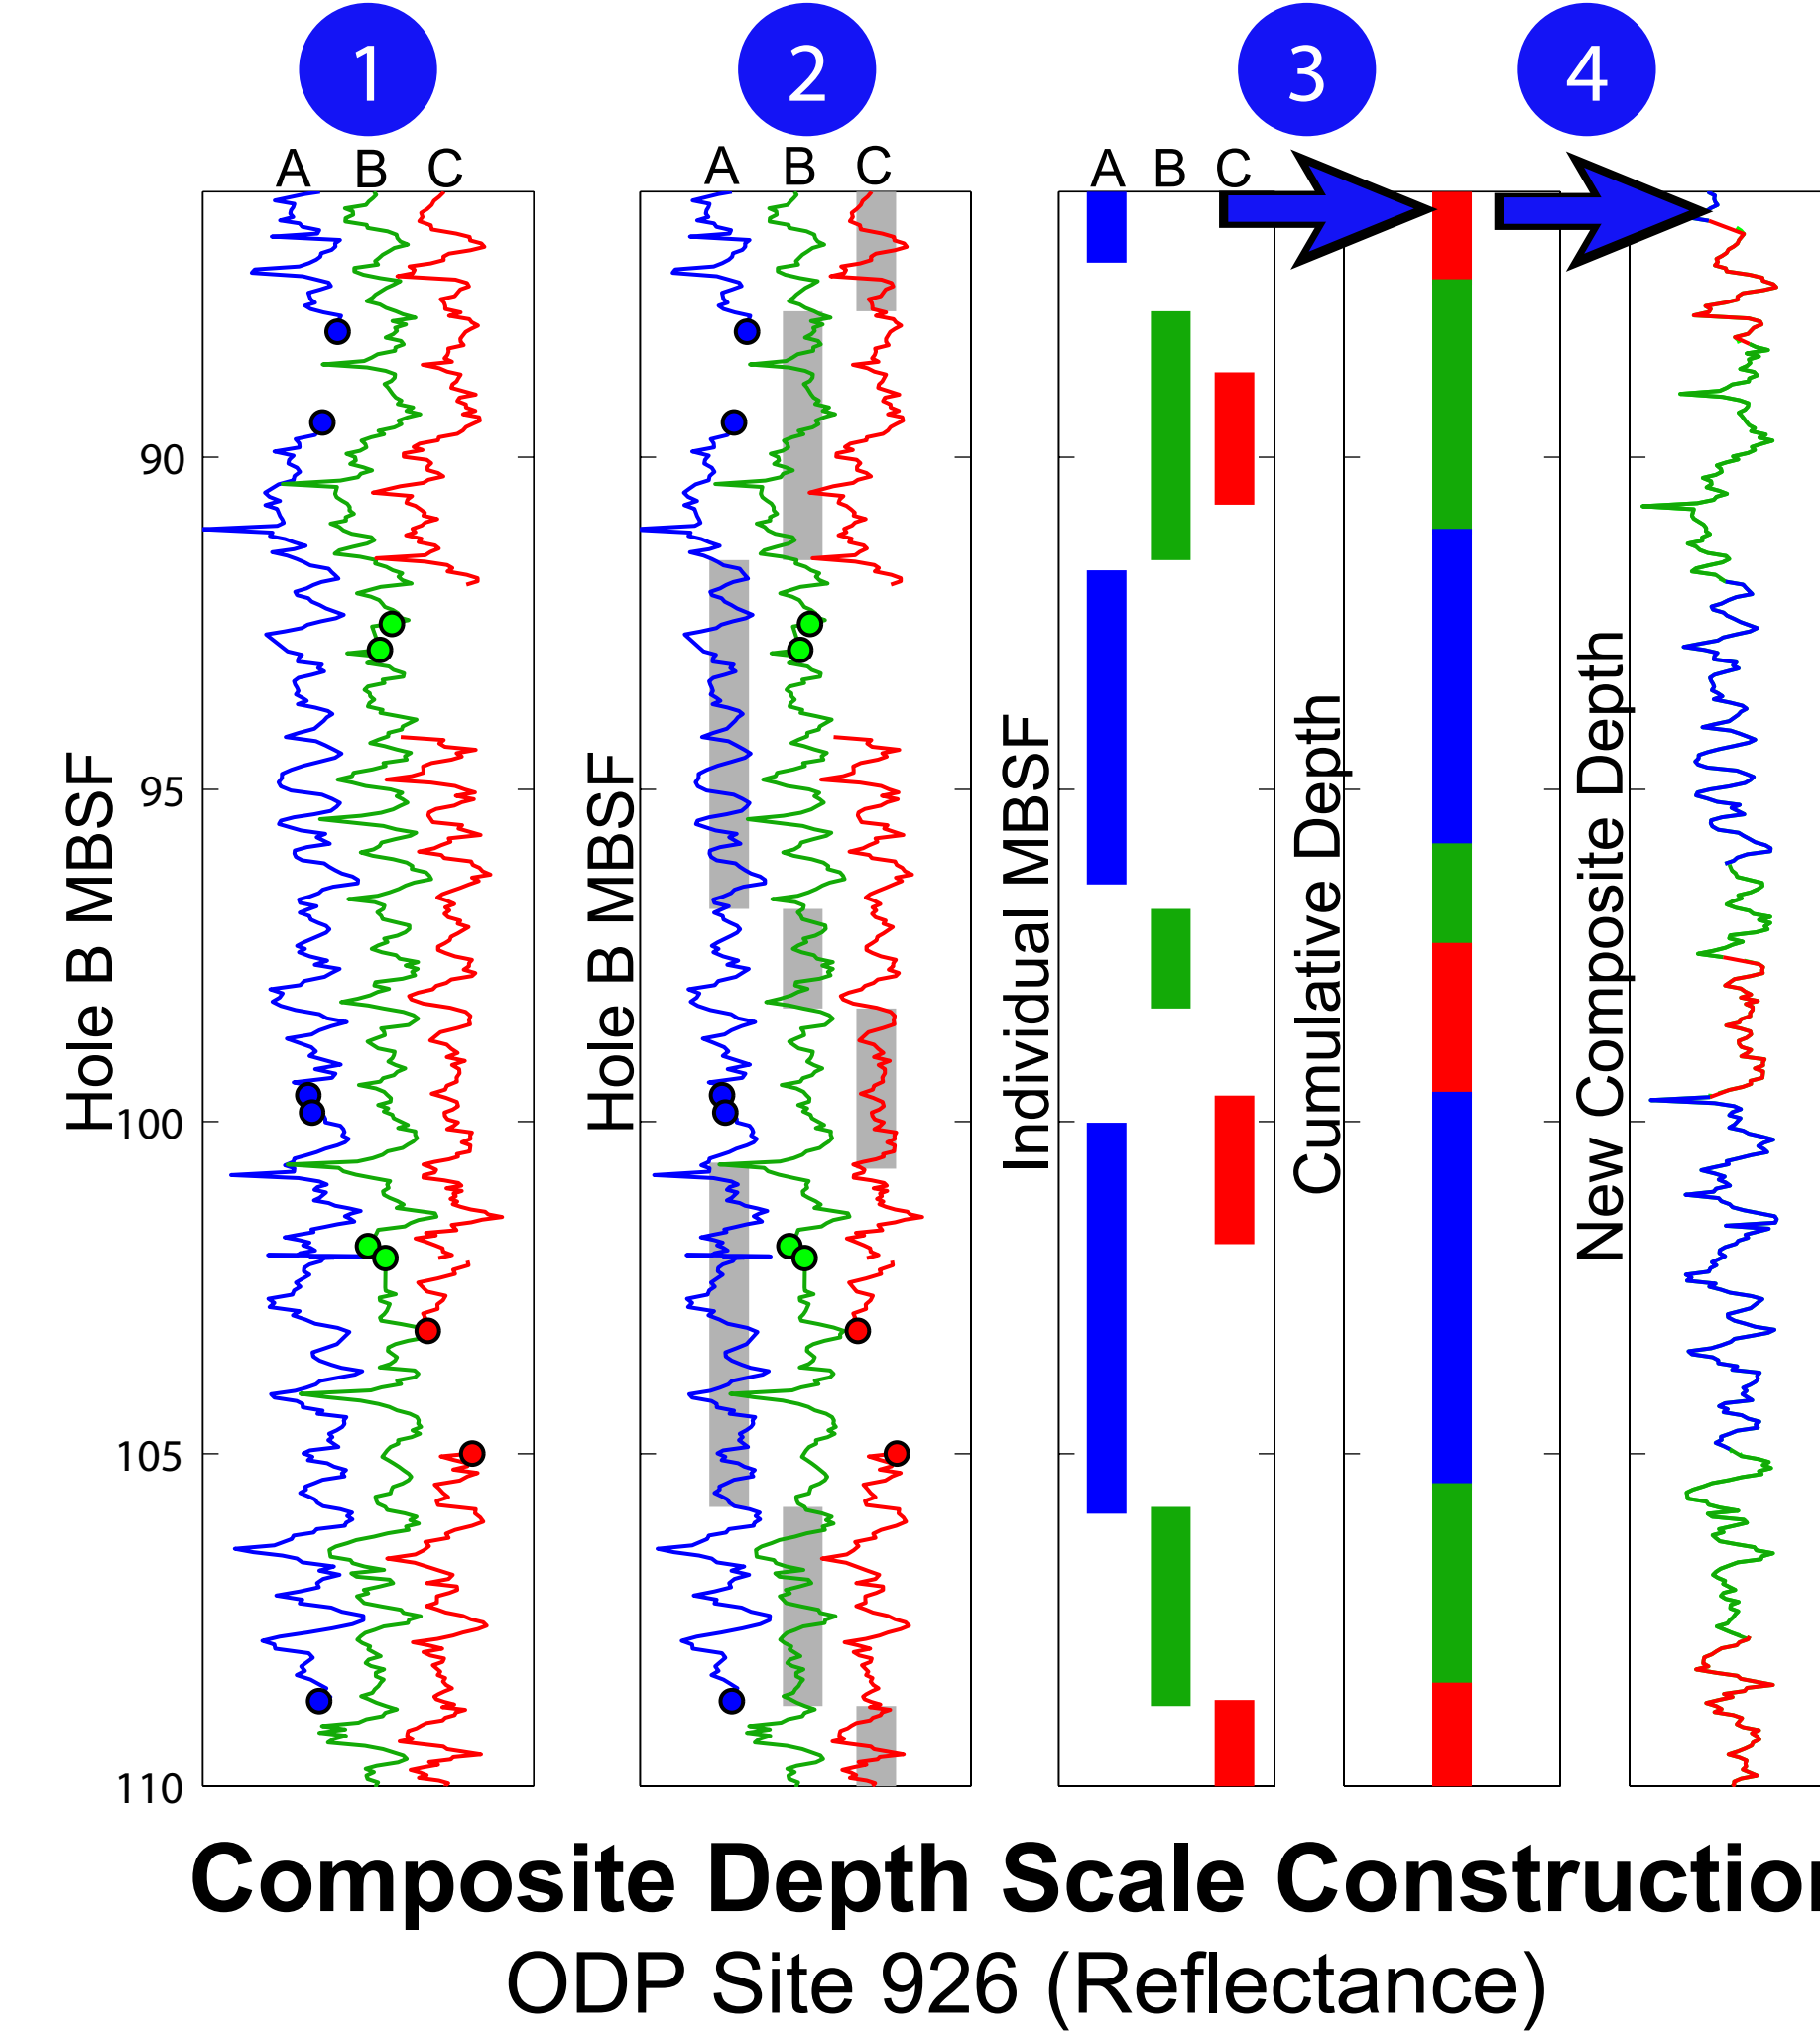 1
2
3
4
A B C
A B C
A B C
90
95
100
105
110
Hole B MBSF
Hole B MBSF
Individual MBSF
Cumulative Depth
New Composite Depth
Composite Depth Scale Construction
ODP Site 926 (Reflectance)